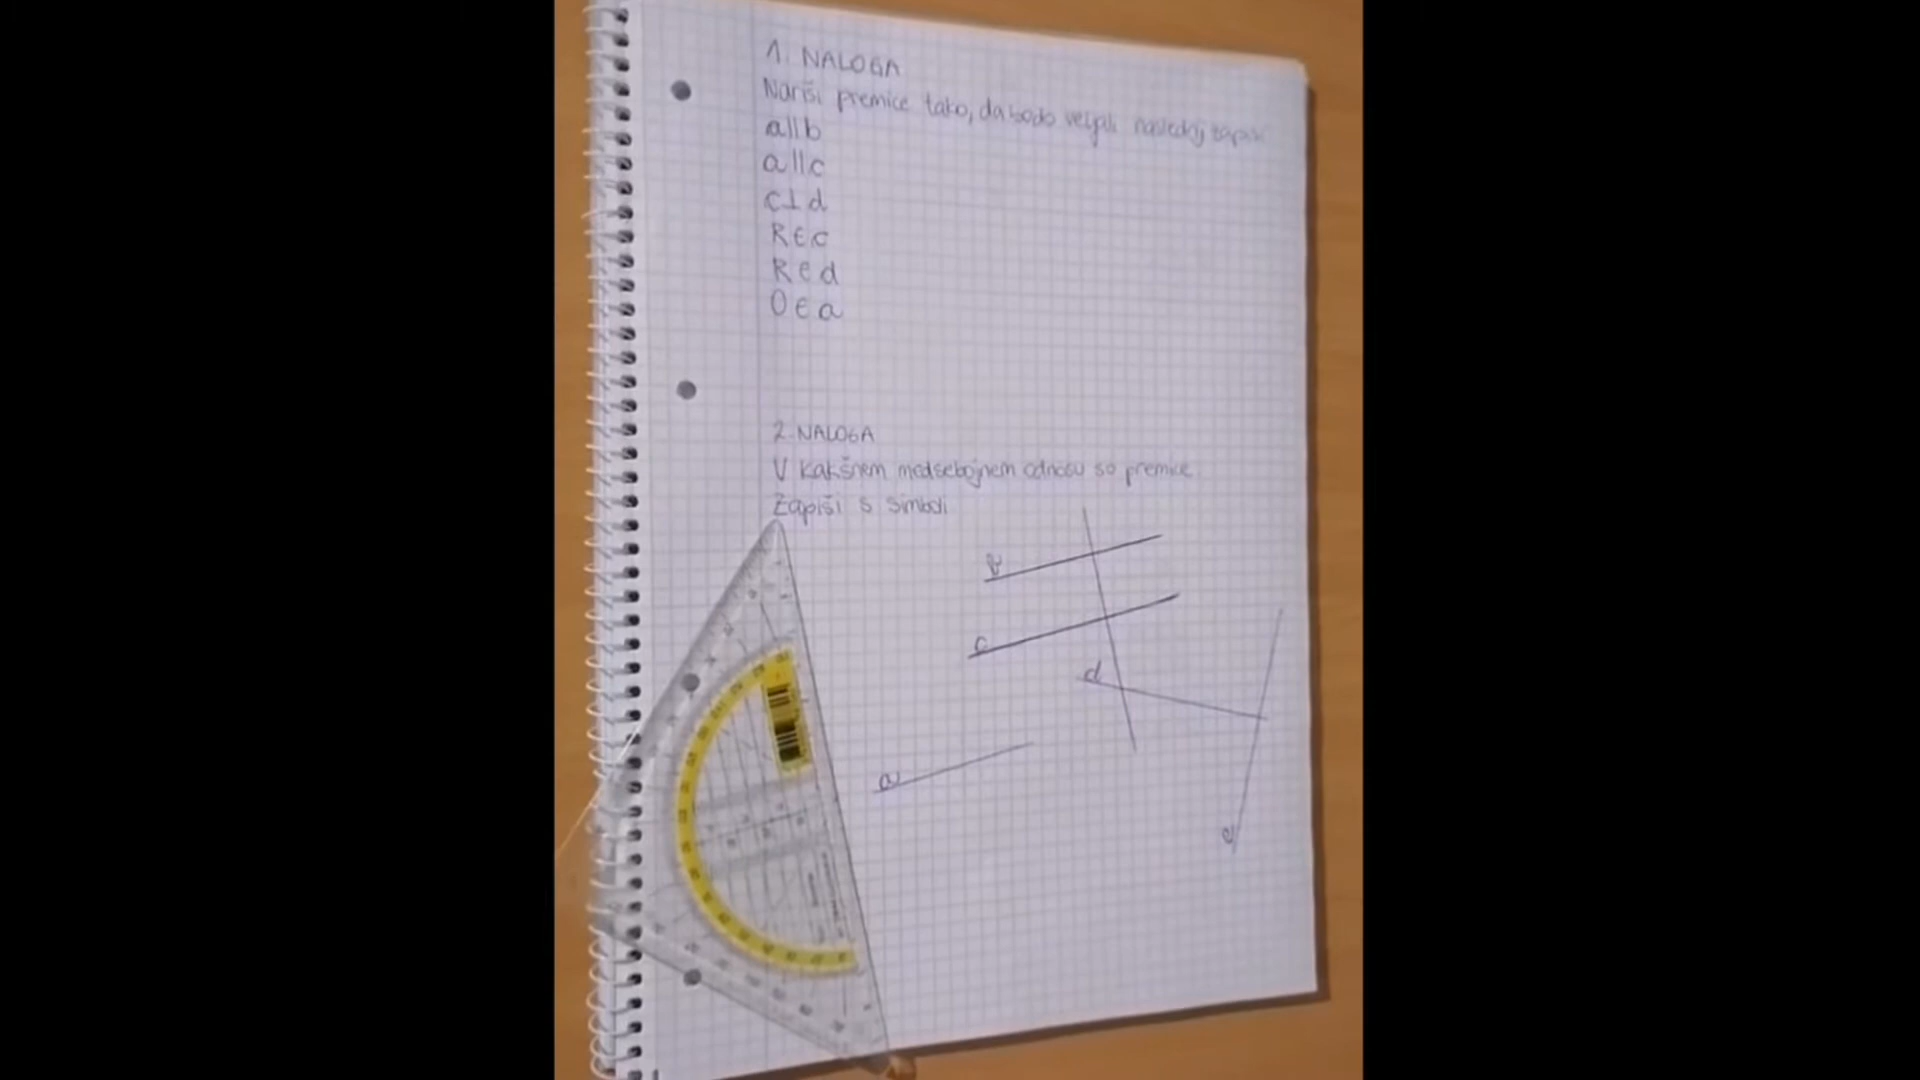 1. NALOGA
Nariši premice tako, da bodo veljali naslednji zapisi
a||b
a||c
c⊥d
R∈c
R∈d
O∈a
2. NALOGA
V kakšnem medsebojnem odnosu so premice
Zapiši s simboli
b
c
d
a
e